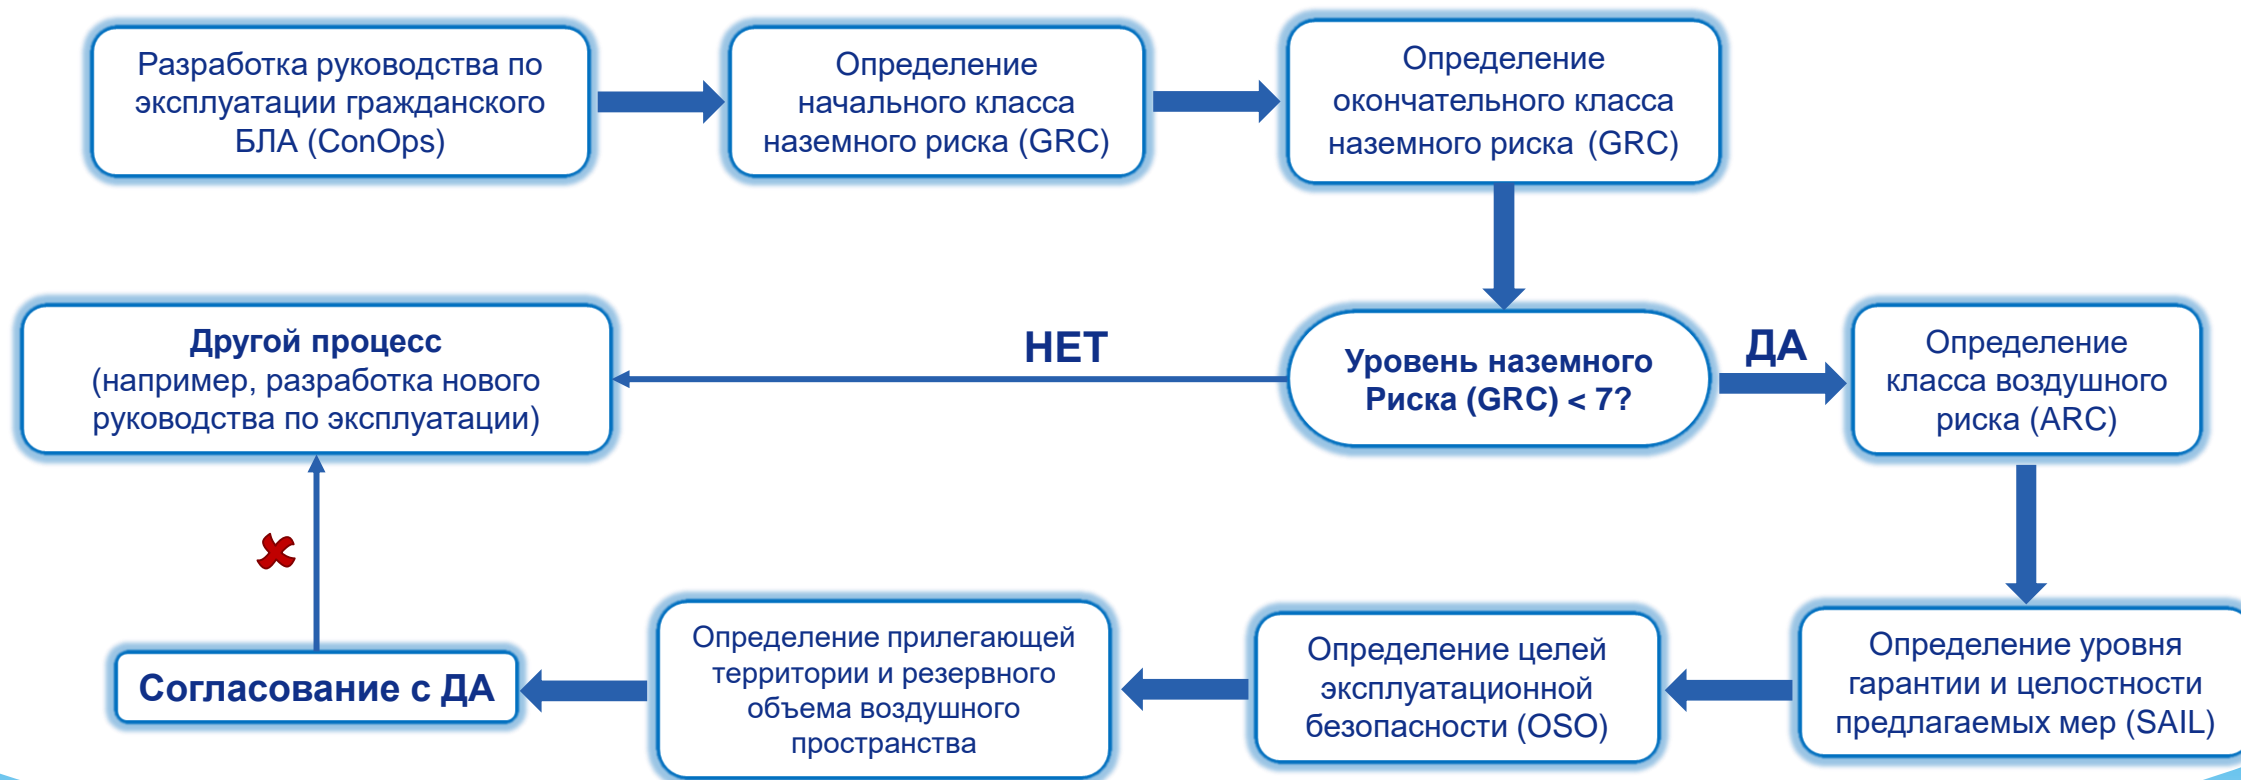 Разработка руководства по
эксплуатации гражданского
БЛА (ConOps)
Определение
начального класса
наземного риска (GRC)
Определение
окончательного класса
наземного риска (GRC)
Другой процесс
(например, разработка нового
руководства по эксплуатации)
НЕТ
Уровень наземного
Риска (GRC) < 7?
ДА
Определение
класса воздушного
риска (ARC)
Согласование с ДА
Определение прилегающей
территории и резервного
объема воздушного
пространства
Определение целей
эксплуатационной
безопасности (OSO)
Определение уровня
гарантии и целостности
предлагаемых мер (SAIL)